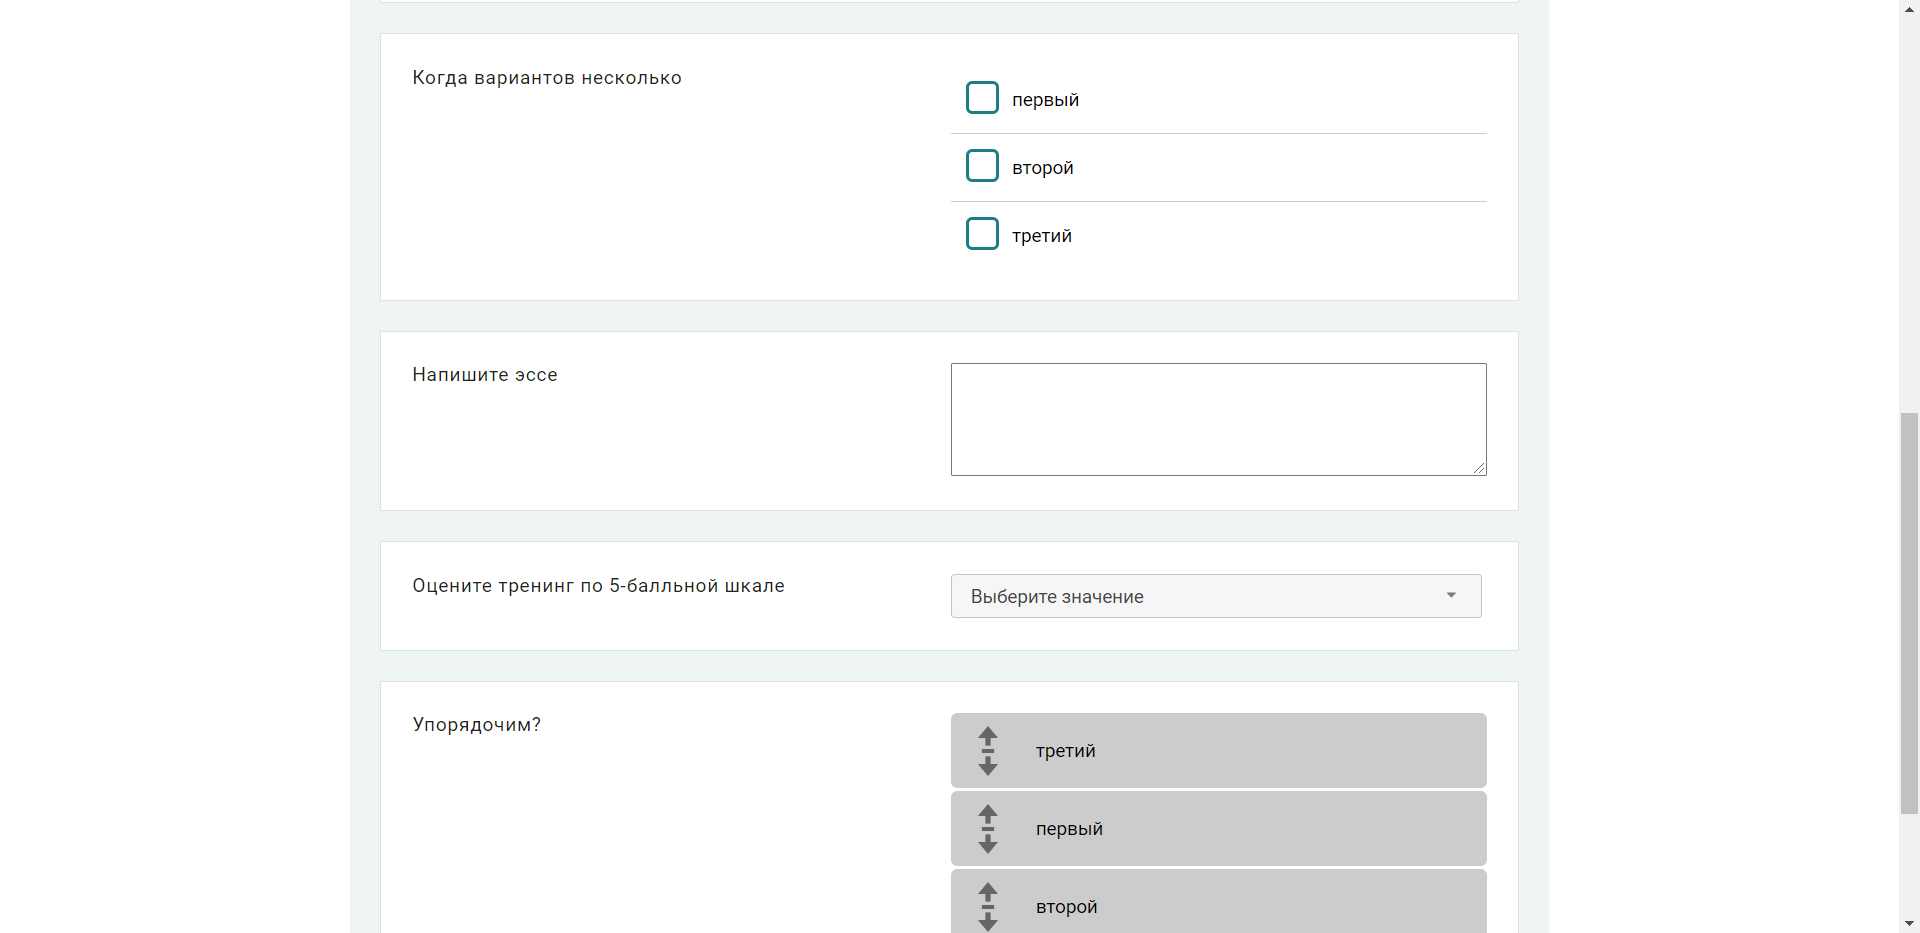 Когда вариантов несколько
первый
второй
третий
Напишите эссе
Оцените тренинг по 5-балльной шкале
Выберите значение
Упорядочим?
третий
первый
второй